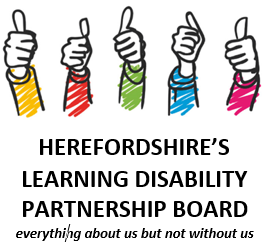 HEREFORDSHIRE'S
LEARNING DISABILITY
PARTNERSHIP BOARD
everything about us but not without us